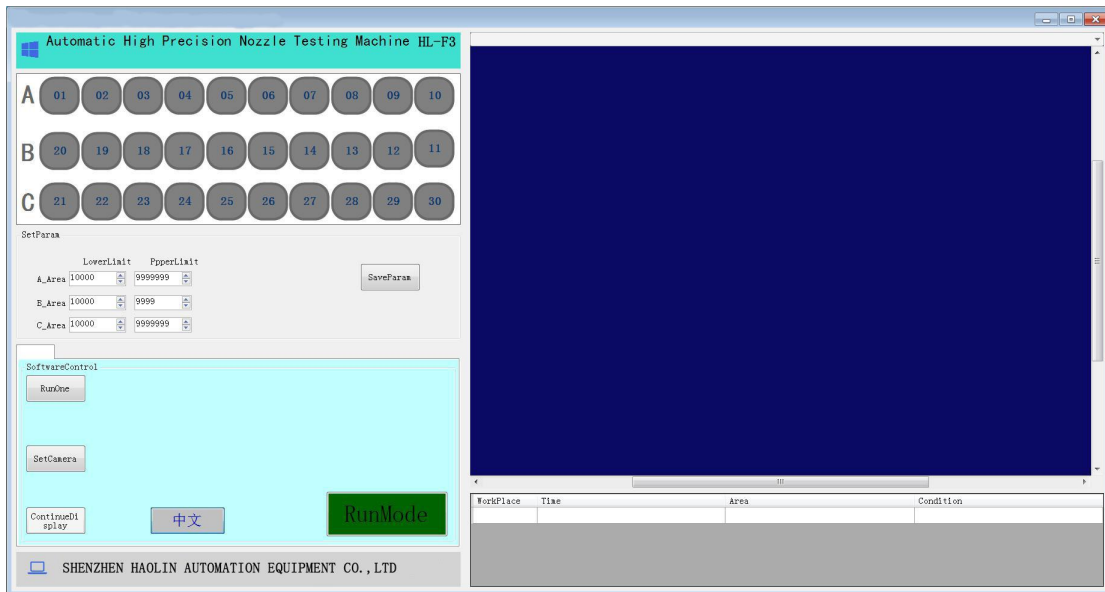 Automatic High Precision Nozzle Testing Machine HL-F3
A 01 02 03 04 05 06 07 08 09 10
B 20 19 18 17 16 15 14 13 12 11
C 21 22 23 24 25 26 27 28 29 30
SetParam
LowerLimit PpperLimit
A_Area 10000 9999999
SaveParam
B_Area 10000 9999
C_Area 10000 9999999
SoftwareControl
RunOne
SetCamera
ContinueDi
splay
中文
RunMode
SHENZHEN HAOLIN AUTOMATION EQUIPMENT CO.,LTD
WorkPlace Time Area Condition